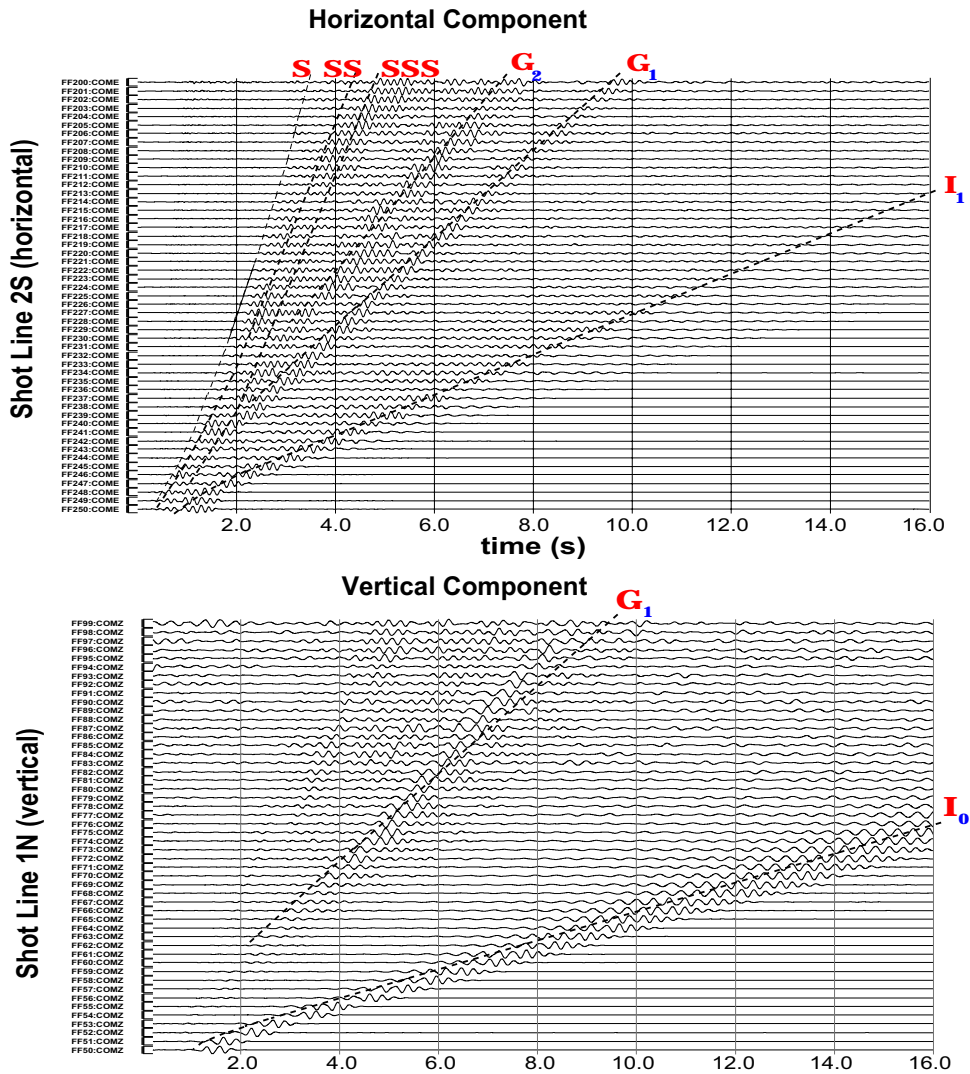 Horizontal Component
S SS SSS G2 G1
I1
Shot Line 2S (horizontal)
FF200:COME
FF201:COME
FF202:COME
FF203:COME
FF204:COME
FF205:COME
FF206:COME
FF207:COME
FF208:COME
FF209:COME
FF210:COME
FF211:COME
FF212:COME
FF213:COME
FF214:COME
FF215:COME
FF216:COME
FF217:COME
FF218:COME
FF219:COME
FF220:COME
FF221:COME
FF222:COME
FF223:COME
FF224:COME
FF225:COME
FF226:COME
FF227:COME
FF228:COME
FF229:COME
FF230:COME
FF231:COME
FF232:COME
FF233:COME
FF234:COME
FF235:COME
FF236:COME
FF237:COME
FF238:COME
FF239:COME
FF240:COME
FF241:COME
FF242:COME
FF243:COME
FF244:COME
FF245:COME
FF246:COME
FF247:COME
FF248:COME
FF249:COME
FF250:COME
2.0 4.0 6.0 8.0 10.0 12.0 14.0 16.0
time (s)
Vertical Component
G1
I0
Shot Line 1N (vertical)
FF99:COMZ
FF98:COMZ
FF97:COMZ
FF96:COMZ
FF95:COMZ
FF94:COMZ
FF93:COMZ
FF92:COMZ
FF91:COMZ
FF90:COMZ
FF89:COMZ
FF88:COMZ
FF87:COMZ
FF86:COMZ
FF85:COMZ
FF84:COMZ
FF83:COMZ
FF82:COMZ
FF81:COMZ
FF80:COMZ
FF79:COMZ
FF78:COMZ
FF77:COMZ
FF76:COMZ
FF75:COMZ
FF74:COMZ
FF73:COMZ
FF72:COMZ
FF71:COMZ
FF70:COMZ
FF69:COMZ
FF68:COMZ
FF67:COMZ
FF66:COMZ
FF65:COMZ
FF64:COMZ
FF63:COMZ
FF62:COMZ
FF61:COMZ
FF60:COMZ
FF59:COMZ
FF58:COMZ
FF57:COMZ
FF56:COMZ
FF55:COMZ
FF54:COMZ
FF53:COMZ
FF52:COMZ
FF51:COMZ
FF50:COMZ
2.0 4.0 6.0 8.0 10.0 12.0 14.0 16.0